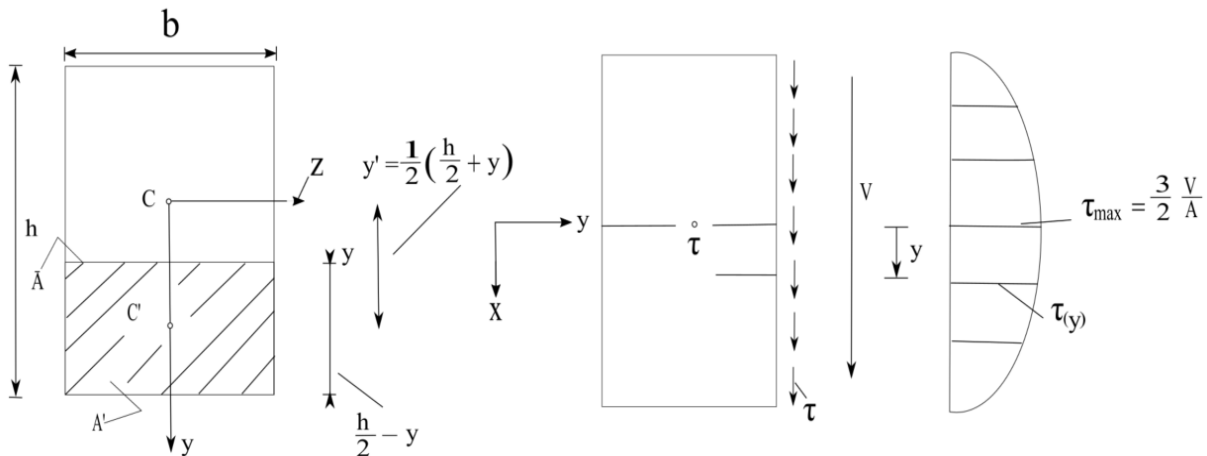 b
h
C
Z
Ā
C'
A'
y
y' = 1/2 (h/2 + y)
y
h/2 − y
y
X
τ
τ
V
τmax = 3/2 V/A
y
τ(y)